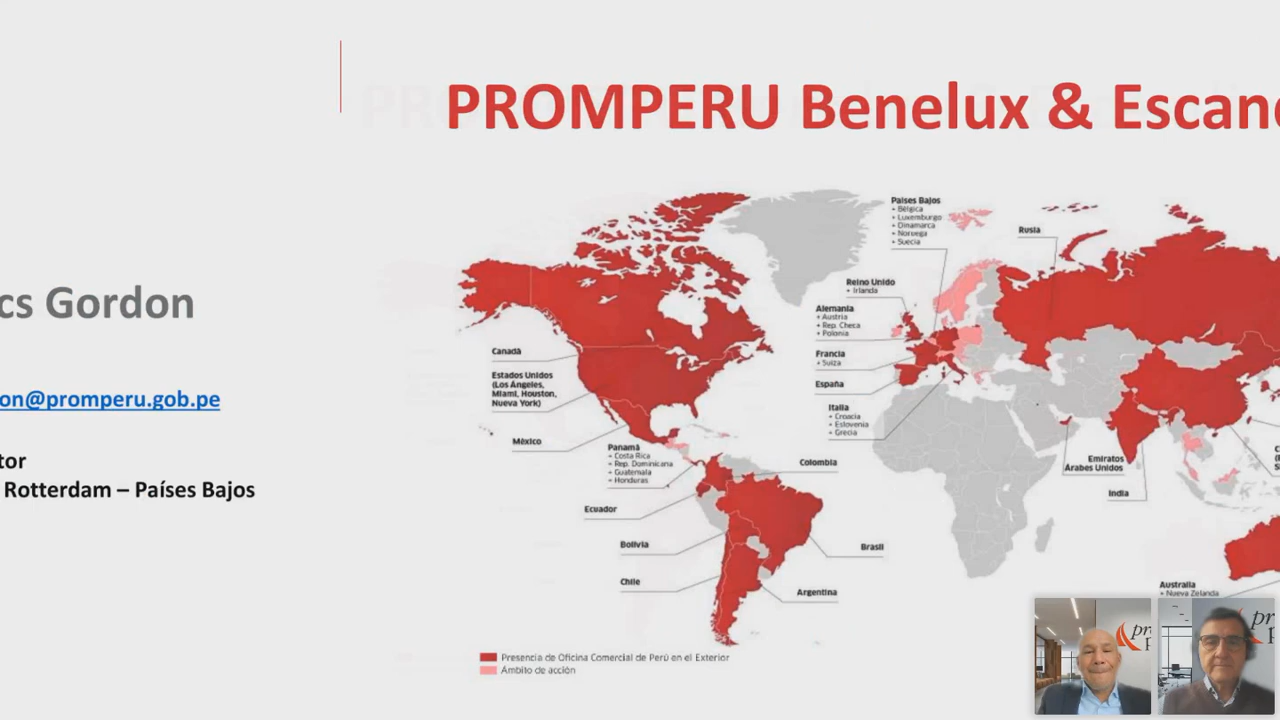 PROMPERU Benelux & Escan
cs Gordon
on@promperu.gob.pe
tor
Rotterdam – Países Bajos
Países Bajos
+ Bélgica
+ Luxemburgo
+ Dinamarca
+ Noruega
+ Suecia
Rusia
Reino Unido
+ Irlanda
Alemania
+ Austria
+ Rep. Checa
+ Polonia
Francia
+ Suiza
España
Italia
+ Croacia
+ Eslovenia
+ Grecia
Canadá
Estados Unidos
(Los Ángeles,
Miami, Houston,
Nueva York)
México
Panamá
+ Costa Rica
+ Rep. Dominicana
+ Guatemala
+ Honduras
Colombia
Ecuador
Bolivia
Brasil
Chile
Argentina
Emiratos
Árabes Unidos
India
Australia
+ Nueva Zelanda
Presencia de Oficina Comercial de Perú en el Exterior
Ámbito de acción